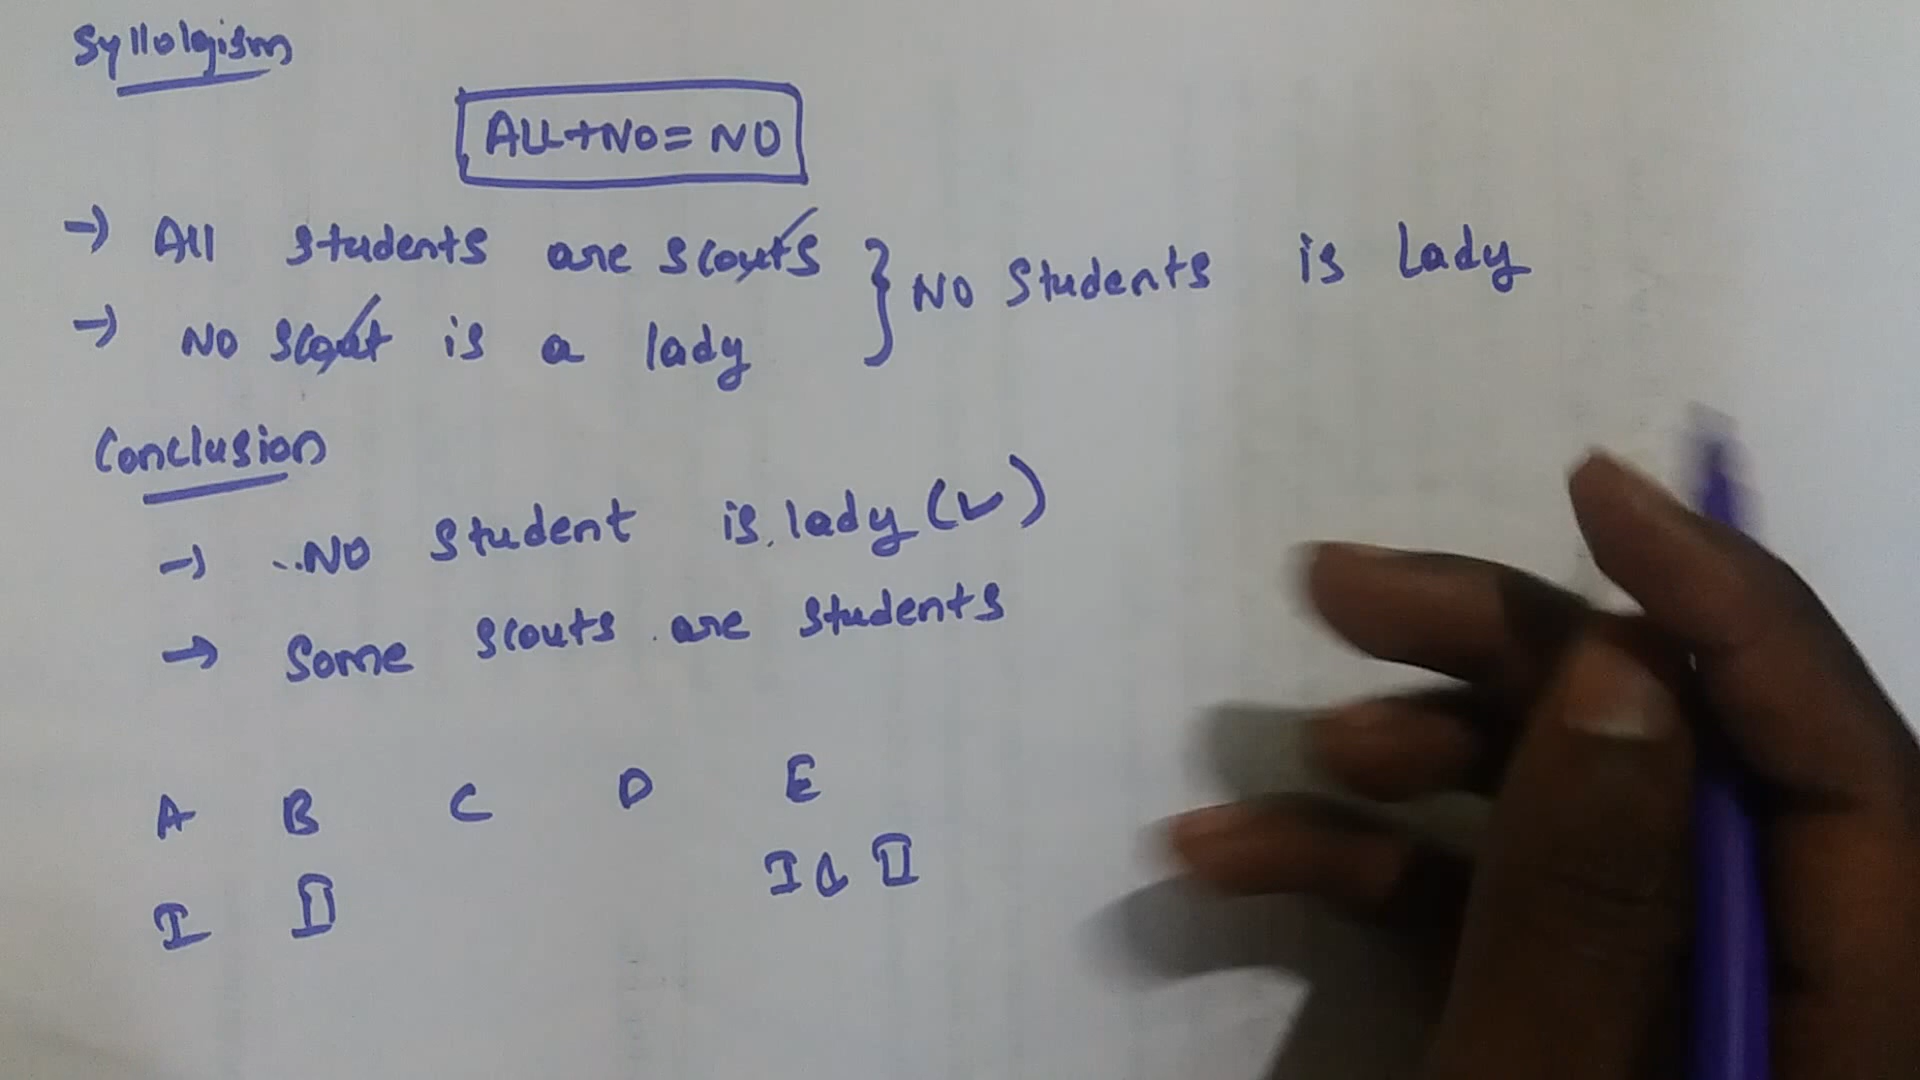 Syllolgism
ALL+NO= NO
→ All students are scouts
→ NO scout is a lady
} NO Students is Lady
Conclusion
→ ..NO student is lady (✓)
→ Some scouts are students
A B C D E
I II I & II